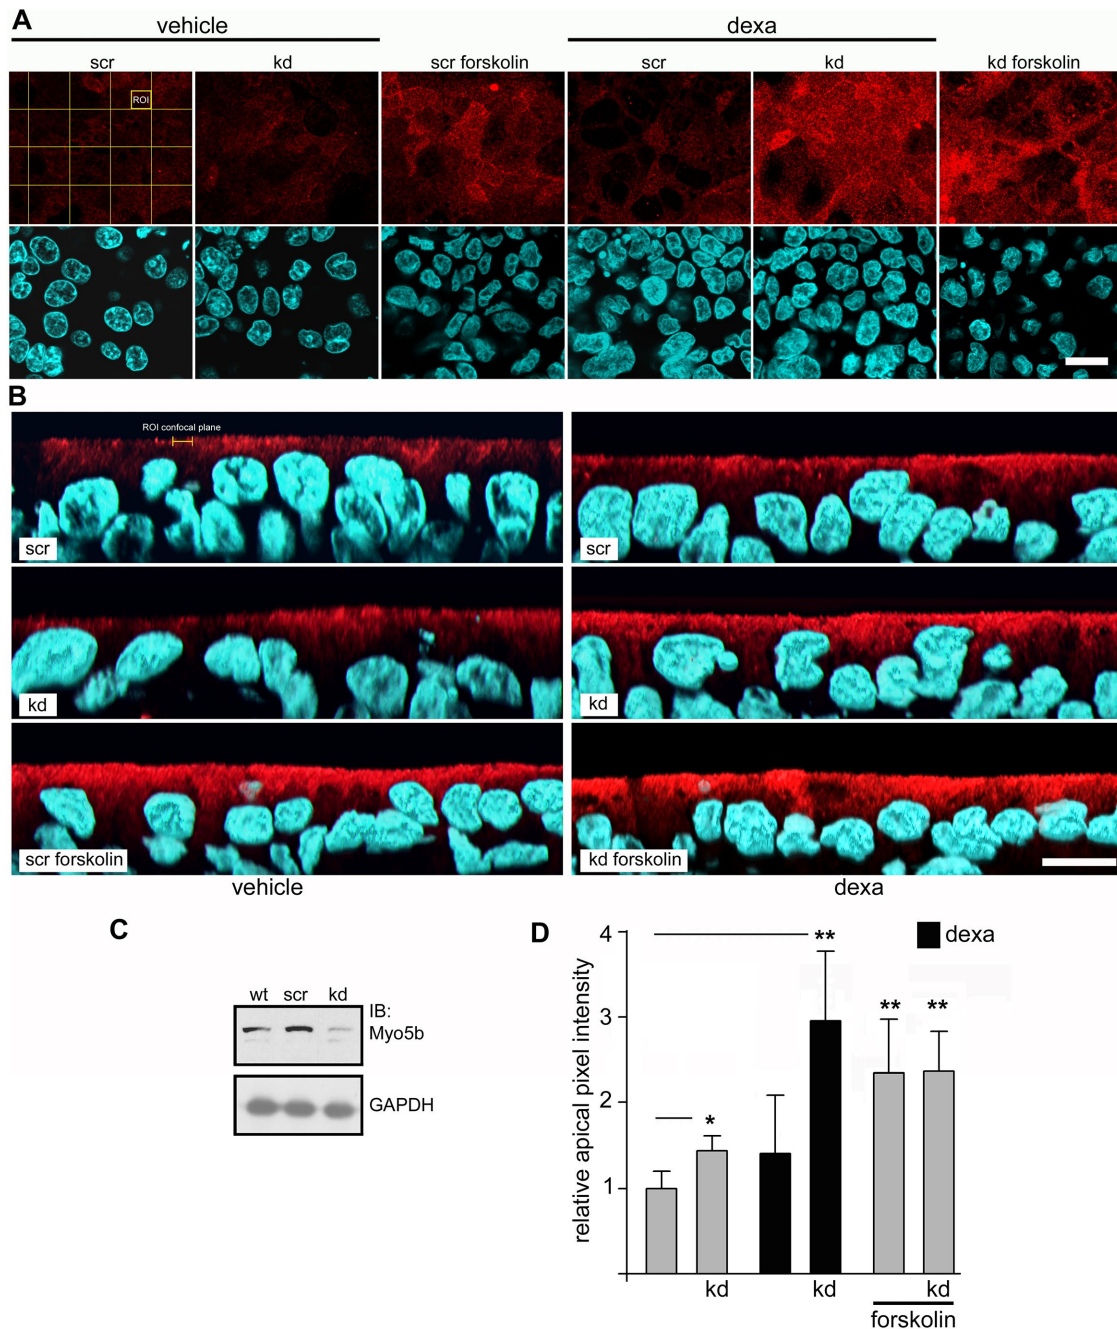 A
vehicle
dexa
scr
kd
scr forskolin
scr
kd
kd forskolin
ROI
B
ROI confocal plane
scr
scr
kd
kd
scr forskolin
kd forskolin
vehicle
dexa
C
wt scr kd
IB:
Myo5b
GAPDH
D
dexa
relative apical pixel intensity
4
3
2
1
*
**
**
**
kd
kd
kd
forskolin